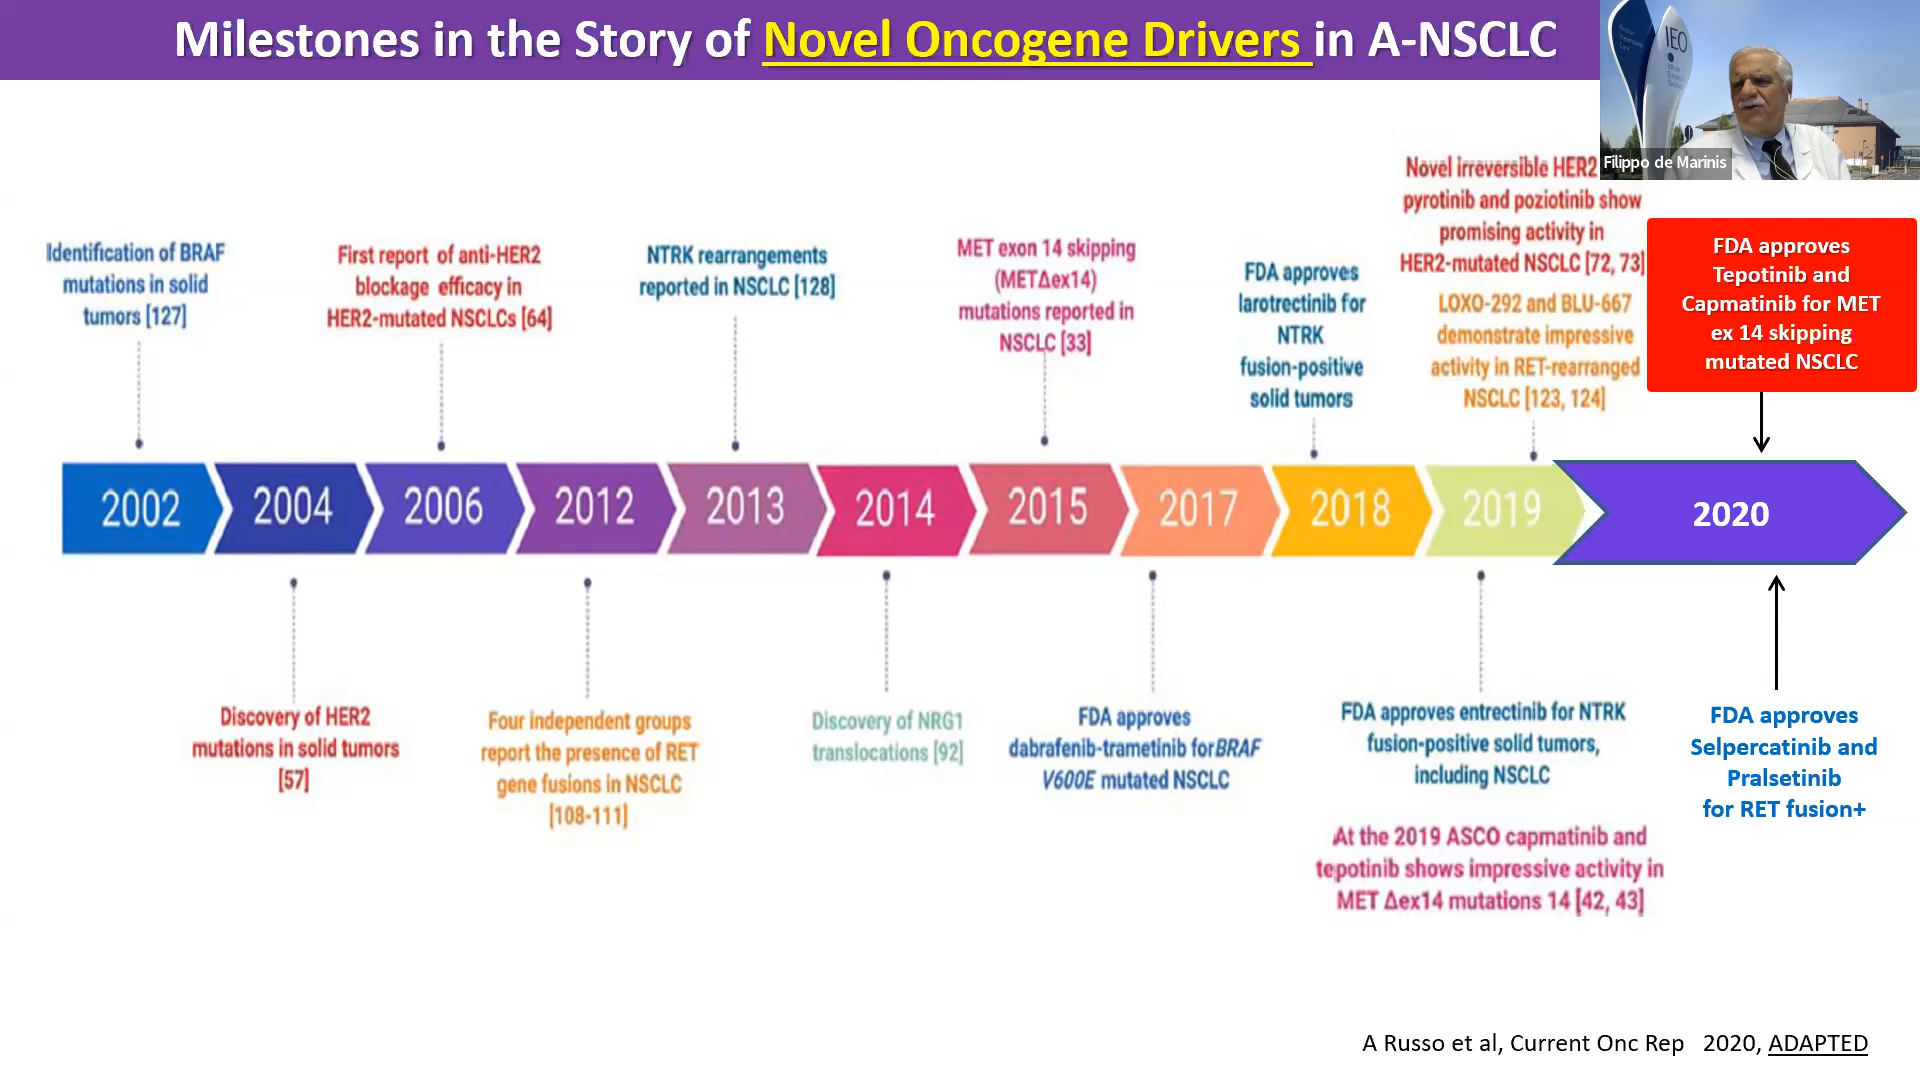 Milestones in the Story of Novel Oncogene Drivers in A-NSCLC
IEO
Filippo de Marinis
Identification of BRAF
mutations in solid
tumors [127]
First report of anti-HER2
blockage efficacy in
HER2-mutated NSCLCs [64]
NTRK rearrangements
reported in NSCLC [128]
MET exon 14 skipping
(METΔex14)
mutations reported in
NSCLC [33]
FDA approves
larotrectinib for
NTRK
fusion-positive
solid tumors
Novel irreversible HER2
pyrotinib and poziotinib show
promising activity in
HER2-mutated NSCLC [72, 73]
LOXO-292 and BLU-667
demonstrate impressive
activity in RET-rearranged
NSCLC [123, 124]
FDA approves
Tepotinib and
Capmatinib for MET
ex 14 skipping
mutated NSCLC
2002
2004
2006
2012
2013
2014
2015
2017
2018
2019
2020
Discovery of HER2
mutations in solid tumors
[57]
Four independent groups
report the presence of RET
gene fusions in NSCLC
[108-111]
Discovery of NRG1
translocations [92]
FDA approves
dabrafenib-trametinib for BRAF
V600E mutated NSCLC
FDA approves entrectinib for NTRK
fusion-positive solid tumors,
including NSCLC
At the 2019 ASCO capmatinib and
tepotinib shows impressive activity in
MET Δex14 mutations 14 [42, 43]
FDA approves
Selpercatinib and
Pralsetinib
for RET fusion+
A Russo et al, Current Onc Rep 2020, ADAPTED